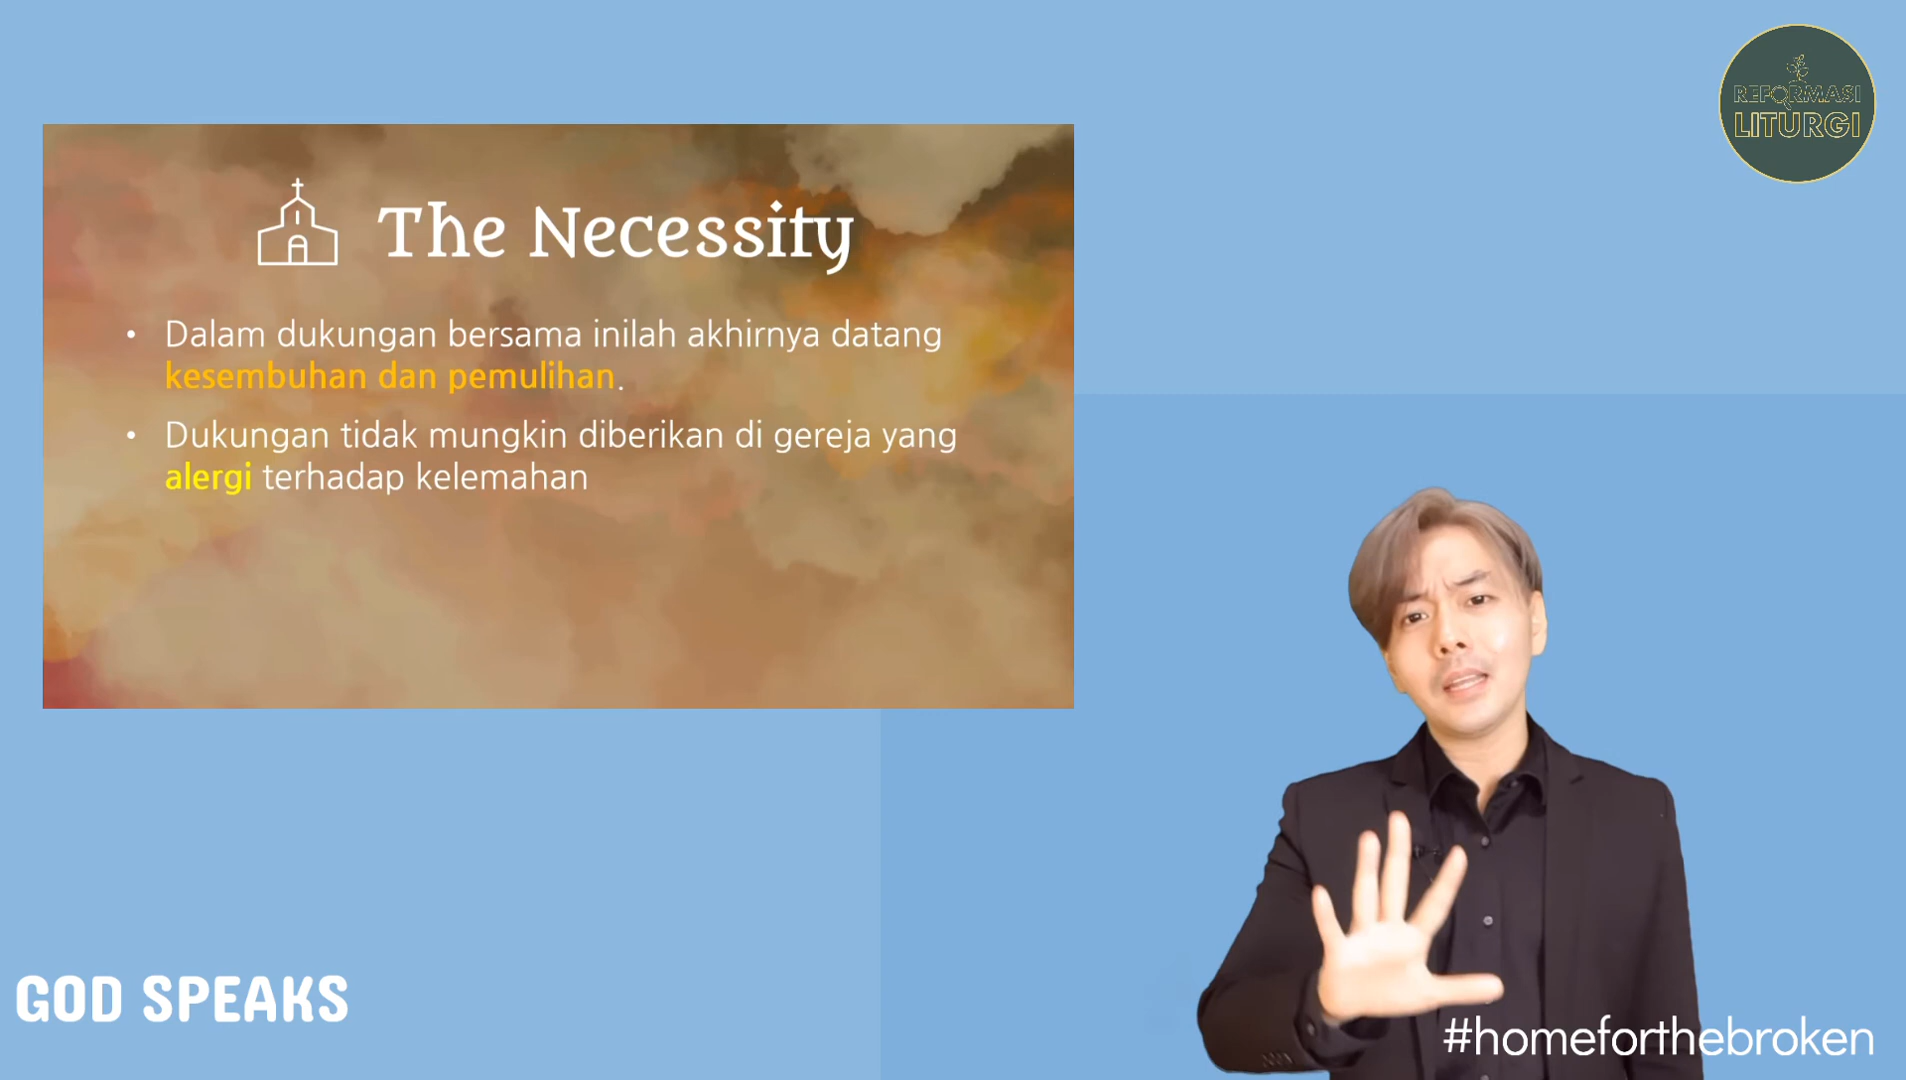 REFORMASI
LITURGI
The Necessity
• Dalam dukungan bersama inilah akhirnya datang
kesembuhan dan pemulihan.
• Dukungan tidak mungkin diberikan di gereja yang
alergi terhadap kelemahan
GOD SPEAKS
#homeforthebroken